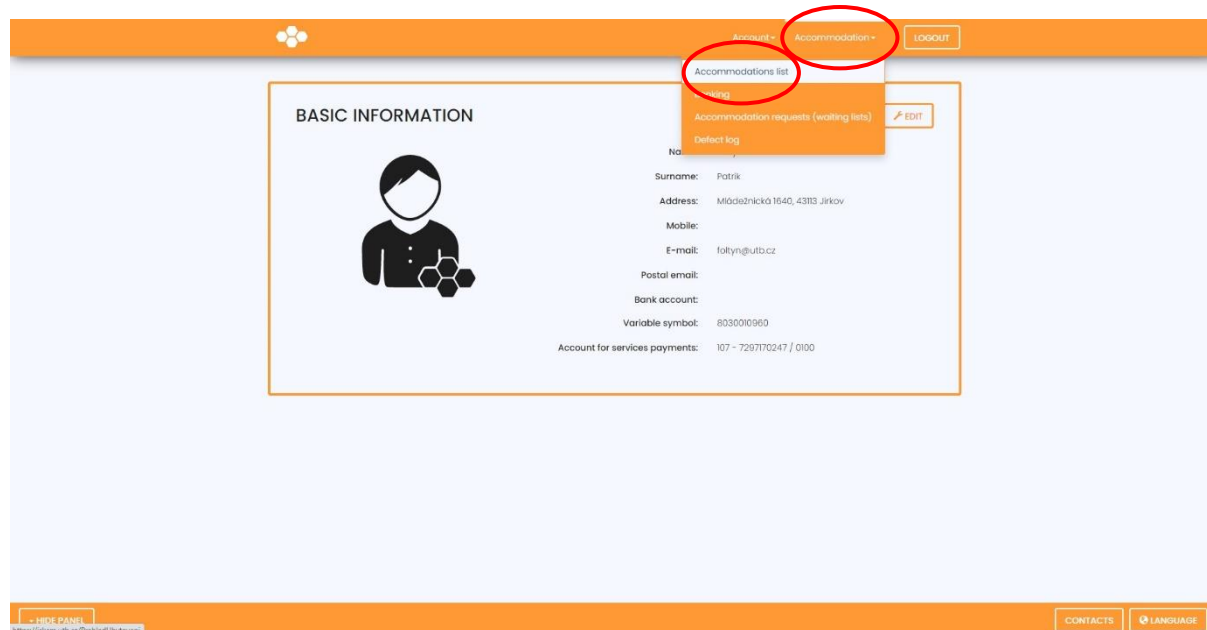 Account Accommodation LOGOUT
Accommodations list
Booking
Accommodation requests (waiting lists)
Defect log
BASIC INFORMATION
EDIT
Surname: Patrik
Address: Mládežnická 1640, 43113 Jirkov
Mobile:
E-mail: foltyn@utb.cz
Postal email:
Bank account:
Variable symbol: 8030010960
Account for services payments: 107 - 7297170247 / 0100
HIDE PANEL CONTACTS LANGUAGE